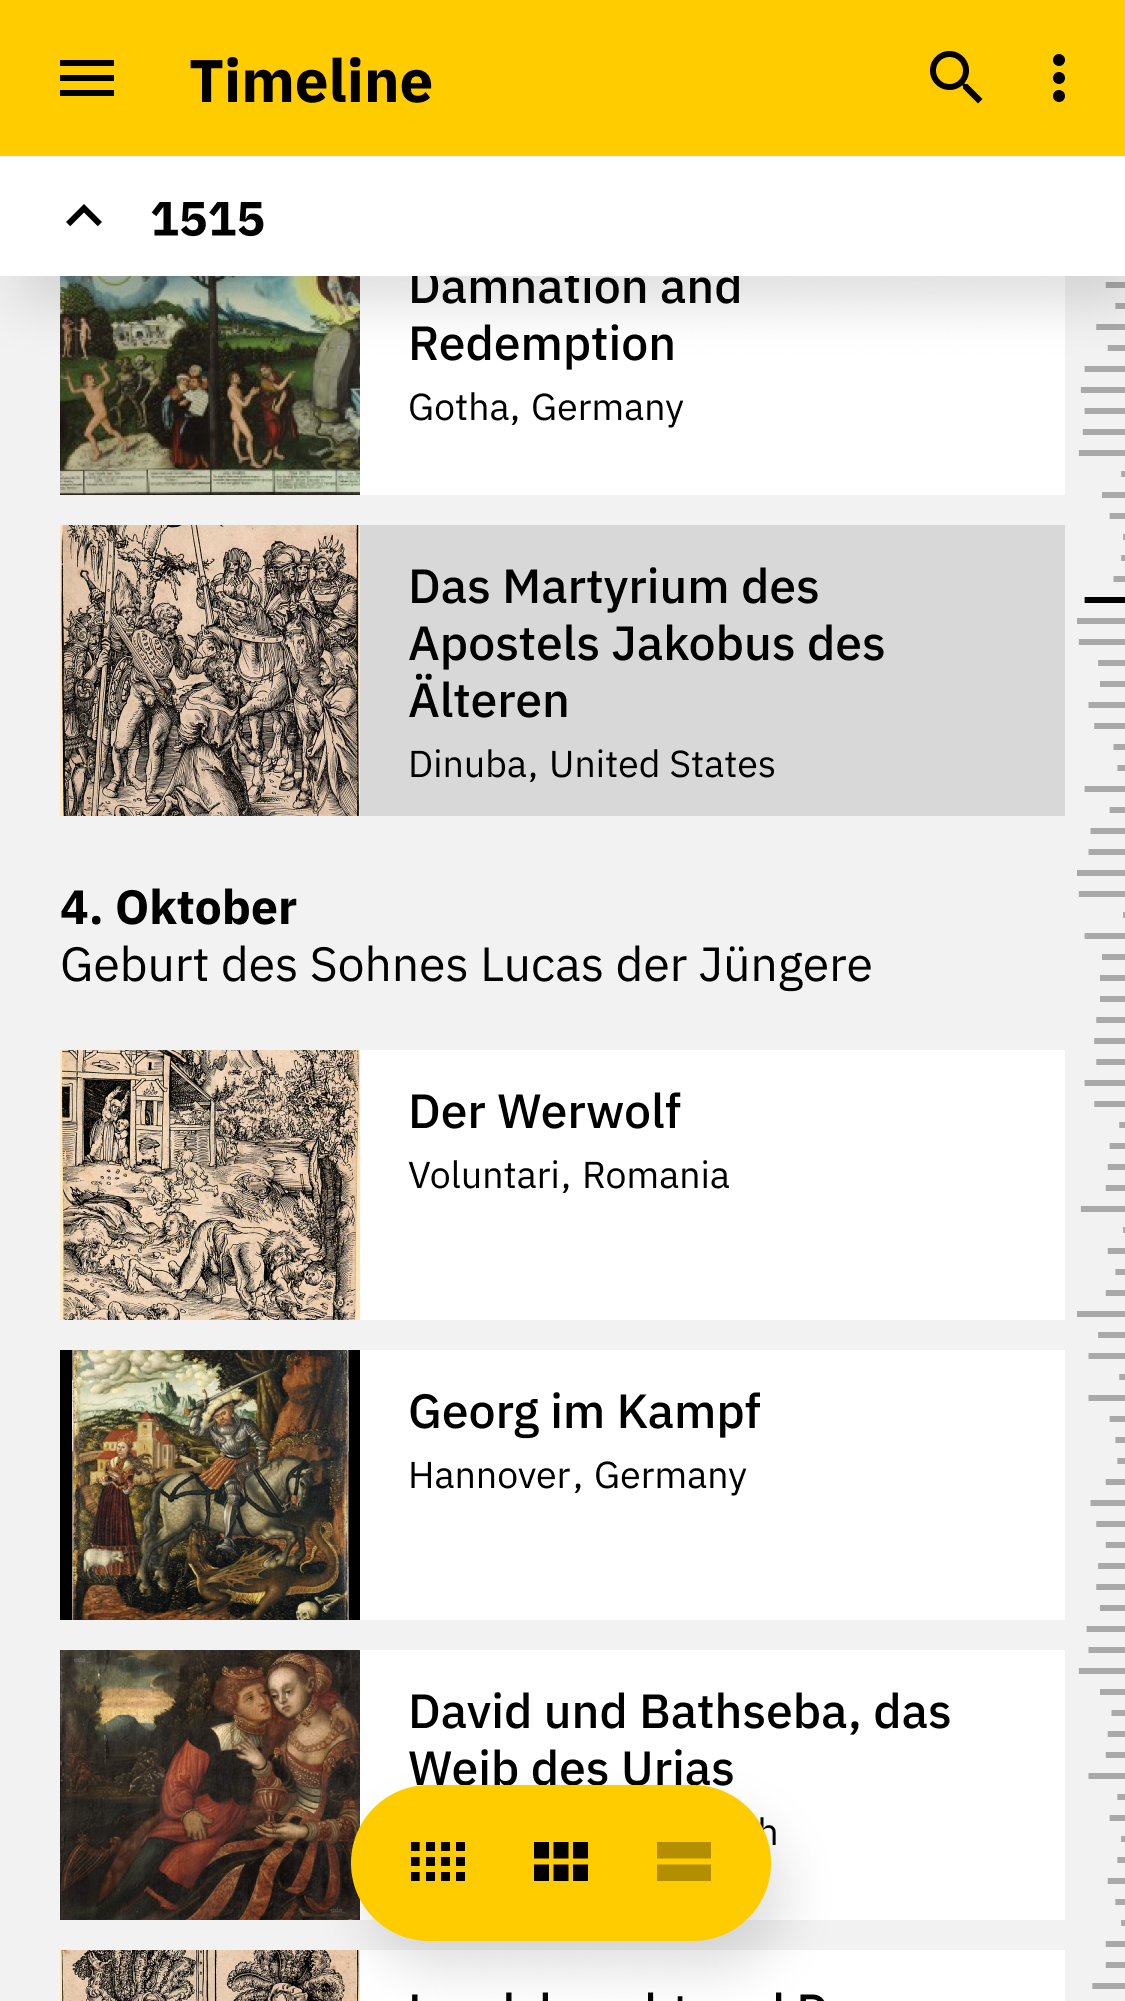 Timeline
1515
Damnation and
Redemption
Gotha, Germany
Das Martyrium des
Apostels Jakobus des
Älteren
Dinuba, United States
4. Oktober
Geburt des Sohnes Lucas der Jüngere
Der Werwolf
Voluntari, Romania
Georg im Kampf
Hannover, Germany
David und Bathseba, das
Weib des Urias